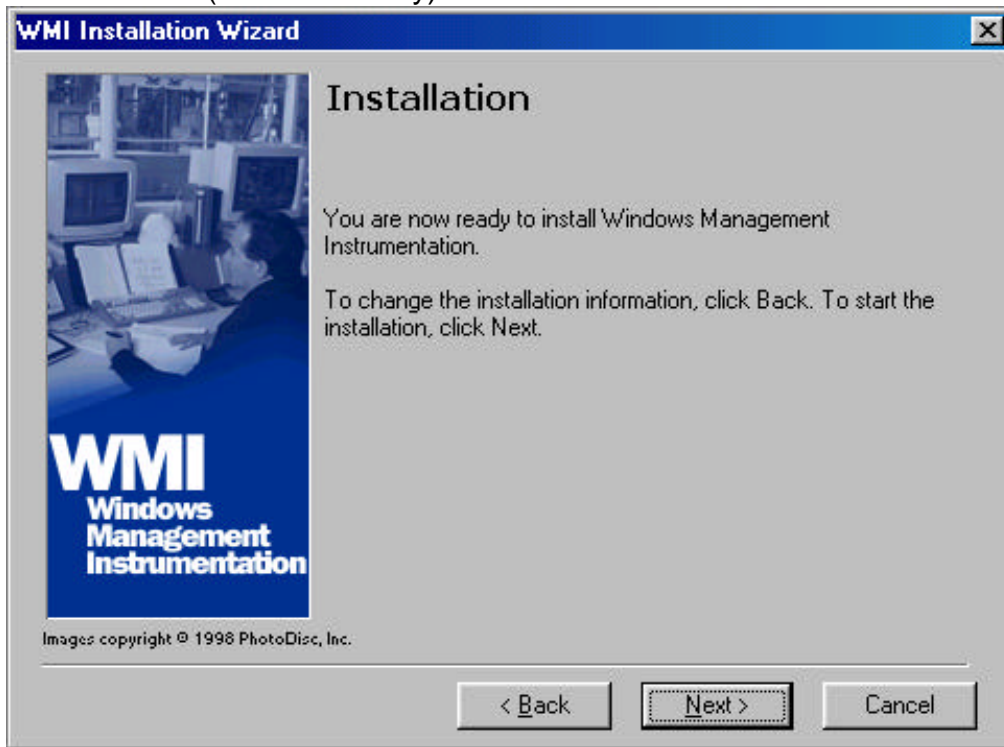 WMI Installation Wizard
Installation
You are now ready to install Windows Management
Instrumentation.
To change the installation information, click Back. To start the
installation, click Next.
WMI
Windows
Management
Instrumentation
Images copyright © 1998 PhotoDisc, Inc.
< Back
Next >
Cancel